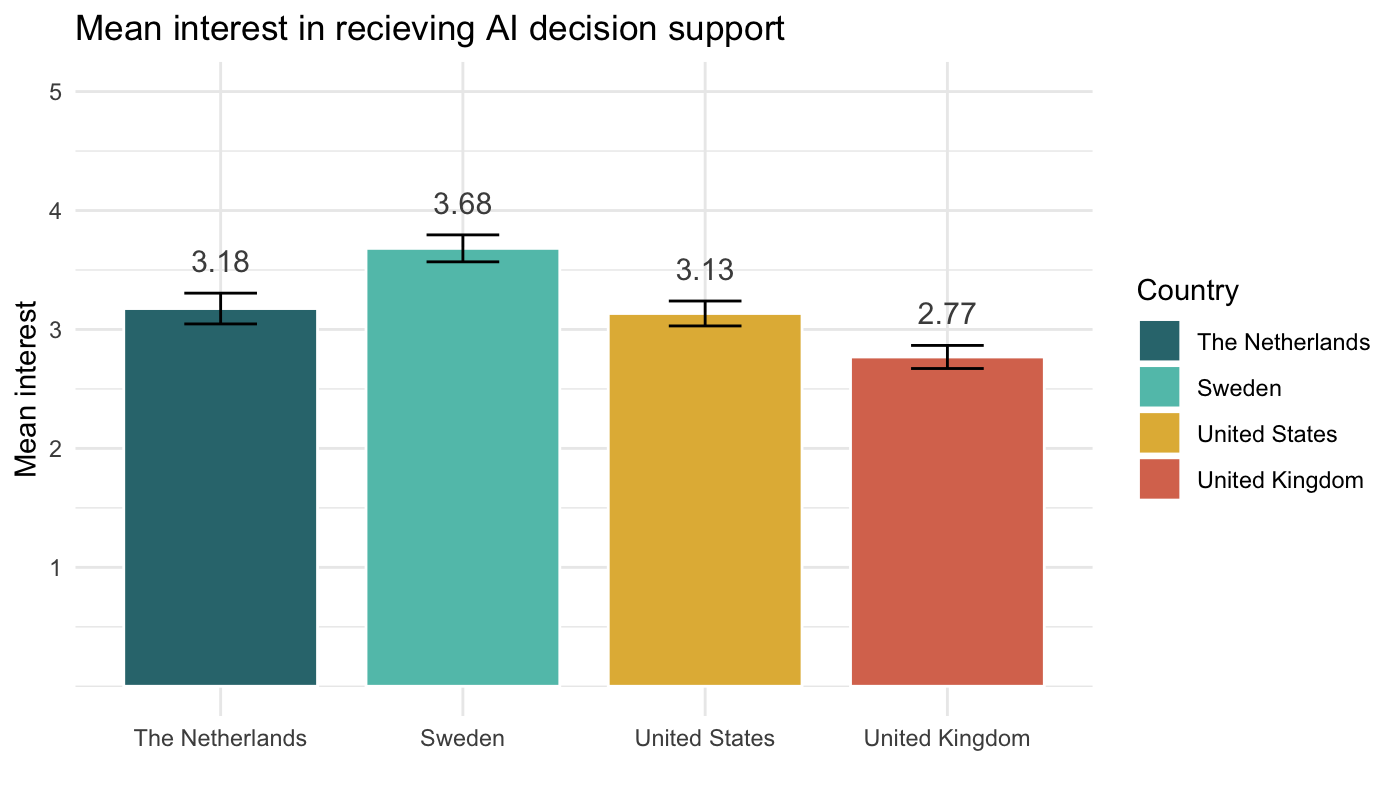 Mean interest in recieving AI decision support
5
4
3
2
1
Mean interest
3.18
3.68
3.13
2.77
The Netherlands
Sweden
United States
United Kingdom
Country
The Netherlands
Sweden
United States
United Kingdom